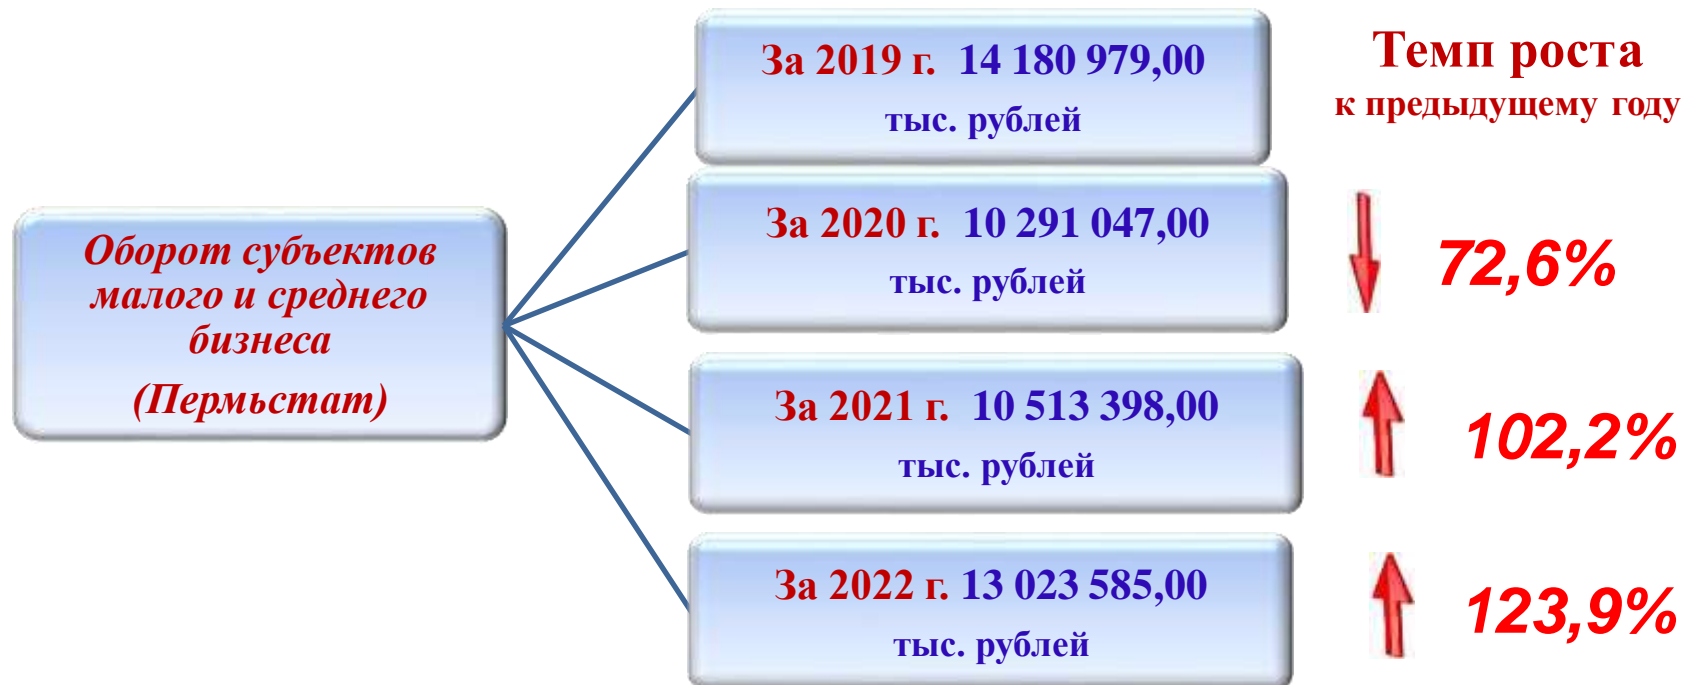 Оборот субъектов
малого и среднего
бизнеса
(Пермьстат)
За 2019 г. 14 180 979,00
тыс. рублей
За 2020 г. 10 291 047,00
тыс. рублей
За 2021 г. 10 513 398,00
тыс. рублей
За 2022 г. 13 023 585,00
тыс. рублей
Темп роста
к предыдущему году
72,6%
102,2%
123,9%